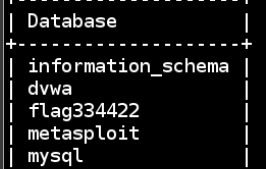 | Database |
+--------------------+
| information_schema |
| dvwa |
| flag334422 |
| metasploit |
| mysql |